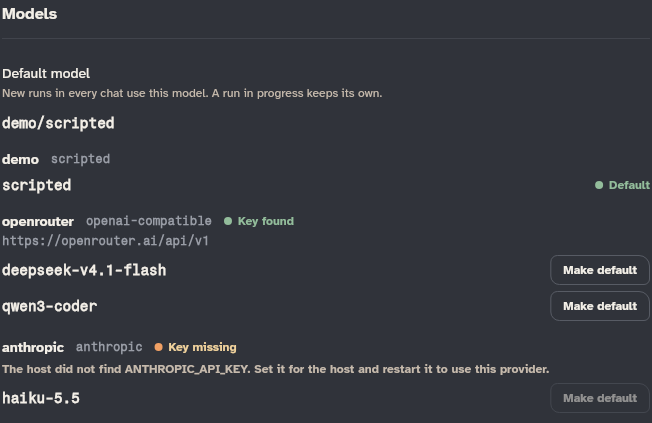 Models
Default model
New runs in every chat use this model. A run in progress keeps its own.
demo/scripted
demo scripted
scripted Default
openrouter openai-compatible Key found
https://openrouter.ai/api/v1
deepseek-v4.1-flash Make default
qwen3-coder Make default
anthropic anthropic Key missing
The host did not find ANTHROPIC_API_KEY. Set it for the host and restart it to use this provider.
haiku-5.5 Make default